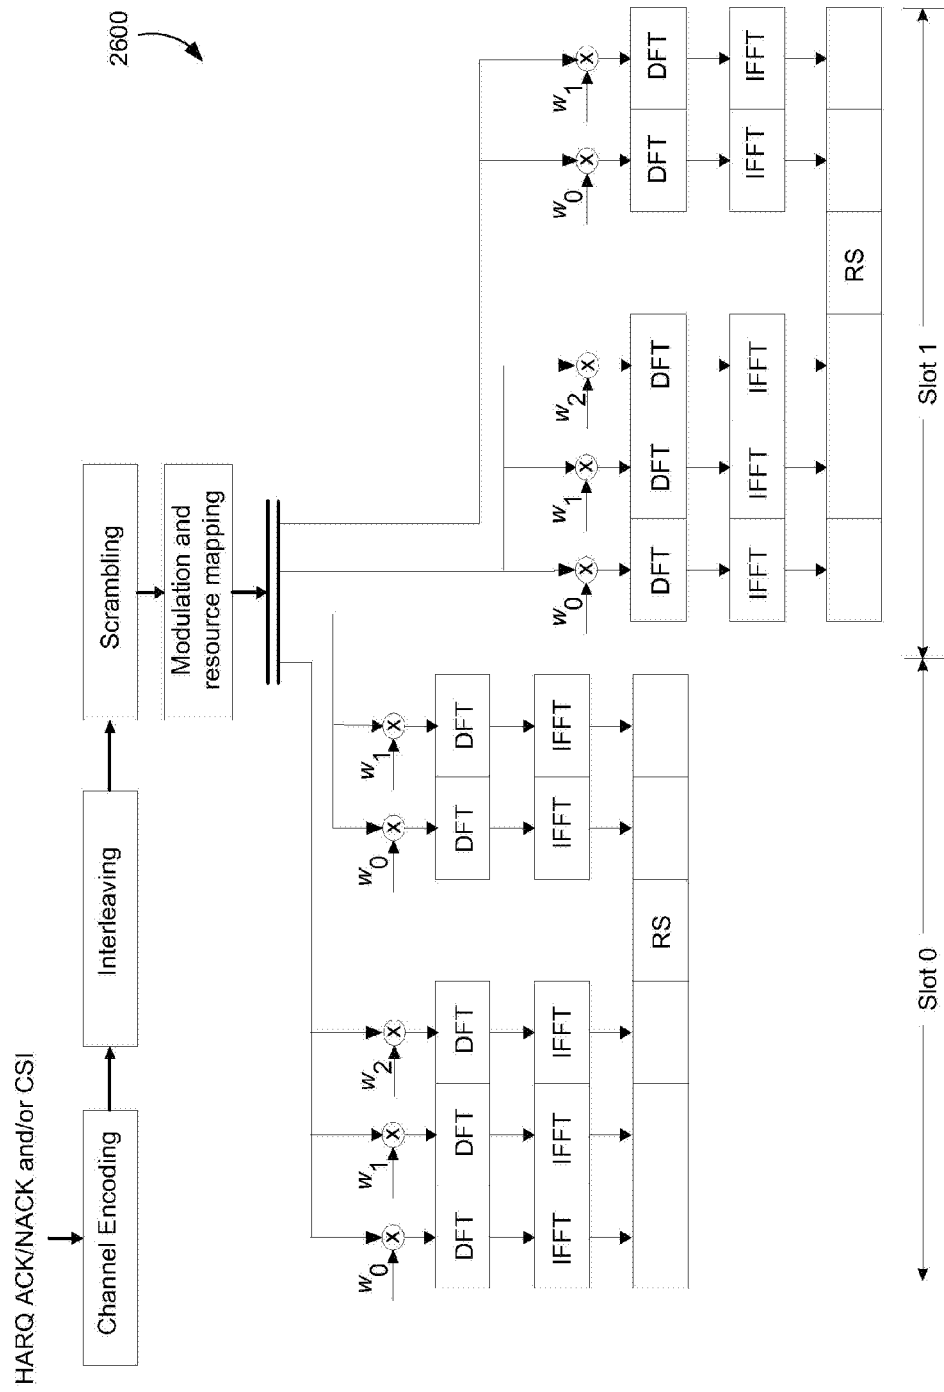 2600
HARQ ACK/NACK and/or CSI
Channel Encoding
Interleaving
Scrambling
Modulation and
resource mapping
w0
w1
w2
w0
w1
DFT
DFT
DFT
DFT
DFT
IFFT
IFFT
IFFT
IFFT
IFFT
RS
w0
w1
w2
w0
w1
DFT
DFT
DFT
DFT
DFT
IFFT
IFFT
IFFT
IFFT
IFFT
RS
Slot 0
Slot 1